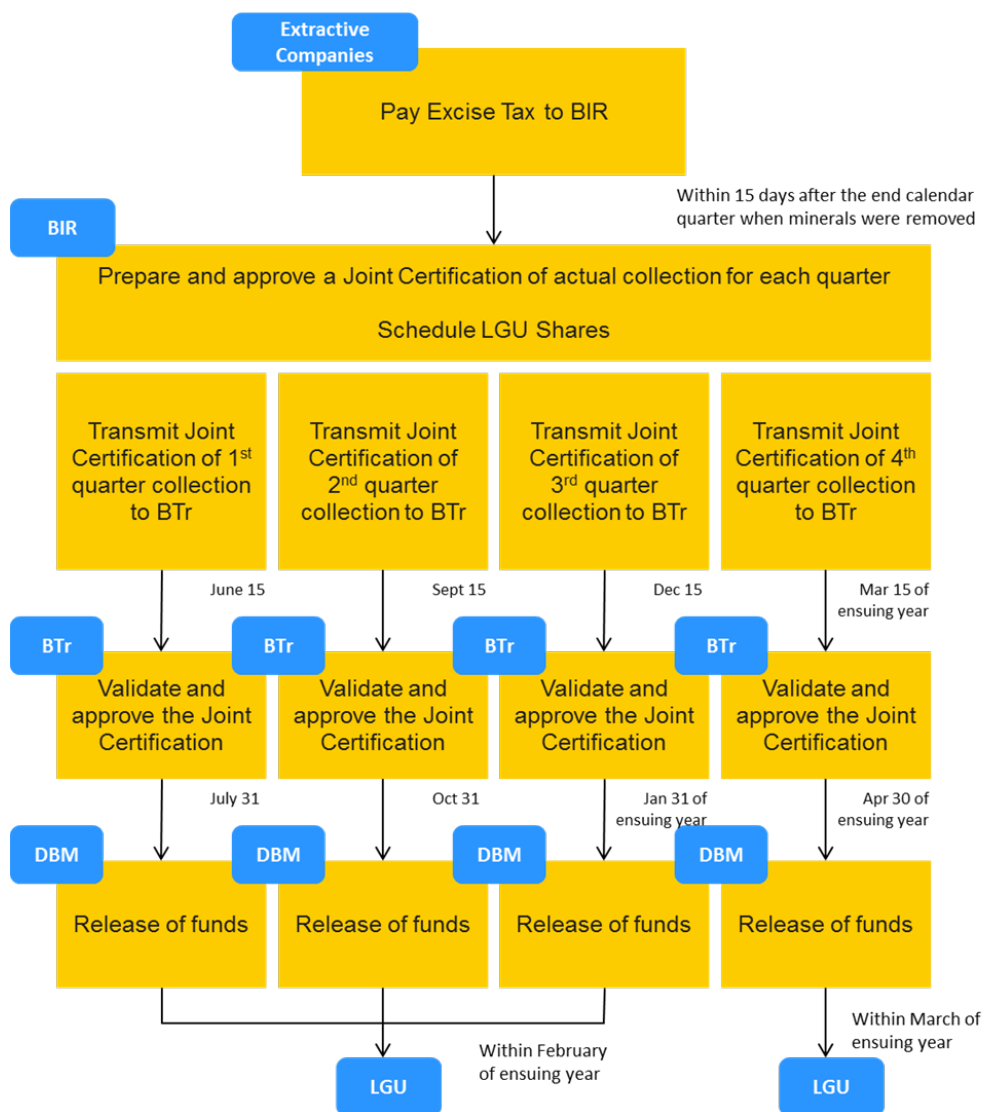 Extractive
Companies
Pay Excise Tax to BIR
Within 15 days after the end calendar
quarter when minerals were removed
BIR
Prepare and approve a Joint Certification of actual collection for each quarter
Schedule LGU Shares
Transmit Joint
Certification of 1st
quarter collection
to BTr
Transmit Joint
Certification of
2nd quarter
collection to BTr
Transmit Joint
Certification of
3rd quarter
collection to BTr
Transmit Joint
Certification of 4th
quarter collection
to BTr
June 15
Sept 15
Dec 15
Mar 15 of
ensuing year
BTr
BTr
BTr
BTr
Validate and
approve the Joint
Certification
Validate and
approve the Joint
Certification
Validate and
approve the Joint
Certification
Validate and
approve the Joint
Certification
July 31
Oct 31
Jan 31 of
ensuing year
Apr 30 of
ensuing year
DBM
DBM
DBM
DBM
Release of funds
Release of funds
Release of funds
Release of funds
Within February
of ensuing year
Within March of
ensuing year
LGU
LGU